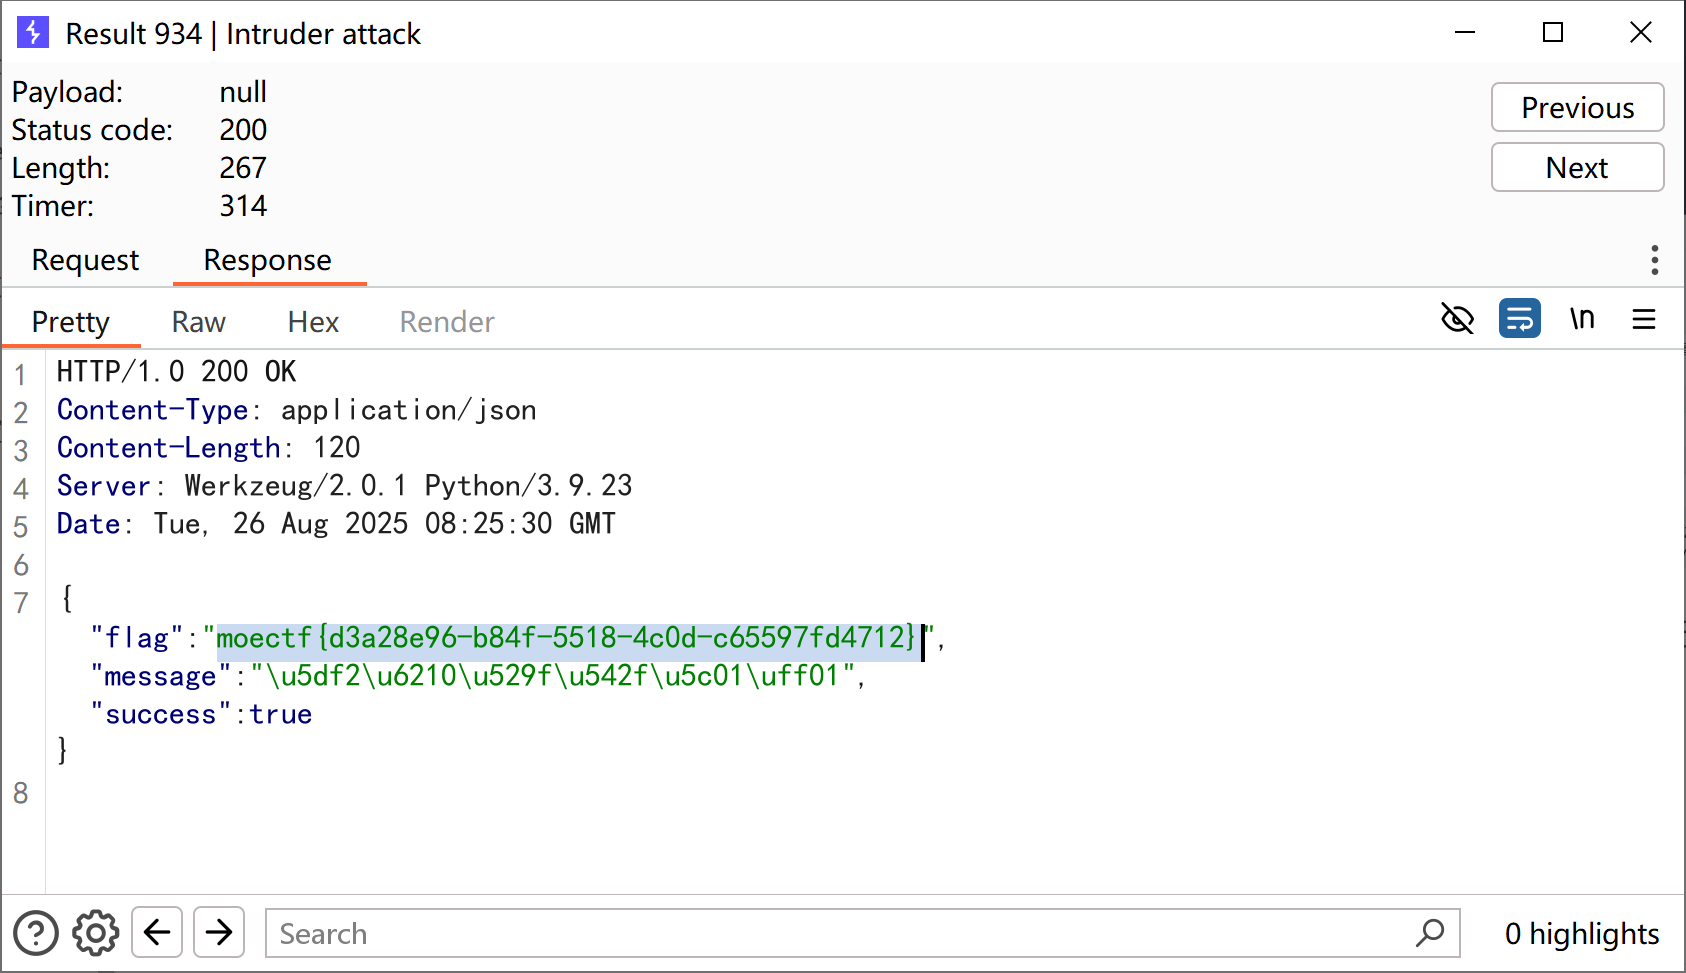 Result 934 | Intruder attack
Payload: null
Status code: 200
Length: 267
Timer: 314
Previous
Next
Request Response
Pretty Raw Hex Render \n
1 HTTP/1.0 200 OK
2 Content-Type: application/json
3 Content-Length: 120
4 Server: Werkzeug/2.0.1 Python/3.9.23
5 Date: Tue, 26 Aug 2025 08:25:30 GMT
6
7 {
"flag":"moectf{d3a28e96-b84f-5518-4c0d-c65597fd4712}",
"message":"\u5df2\u6210\u529f\u542f\u5c01\uff01",
"success":true
}
8
Search 0 highlights